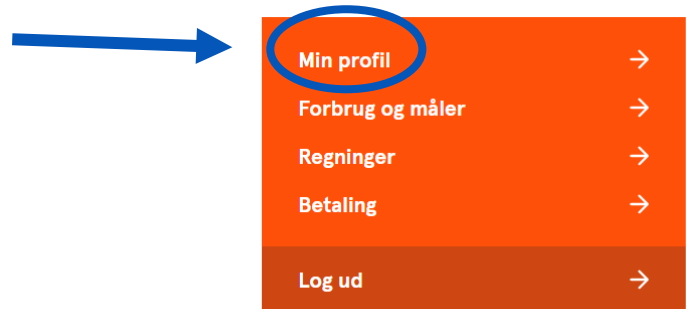 Min profil
Forbrug og måler
Regninger
Betaling
Log ud